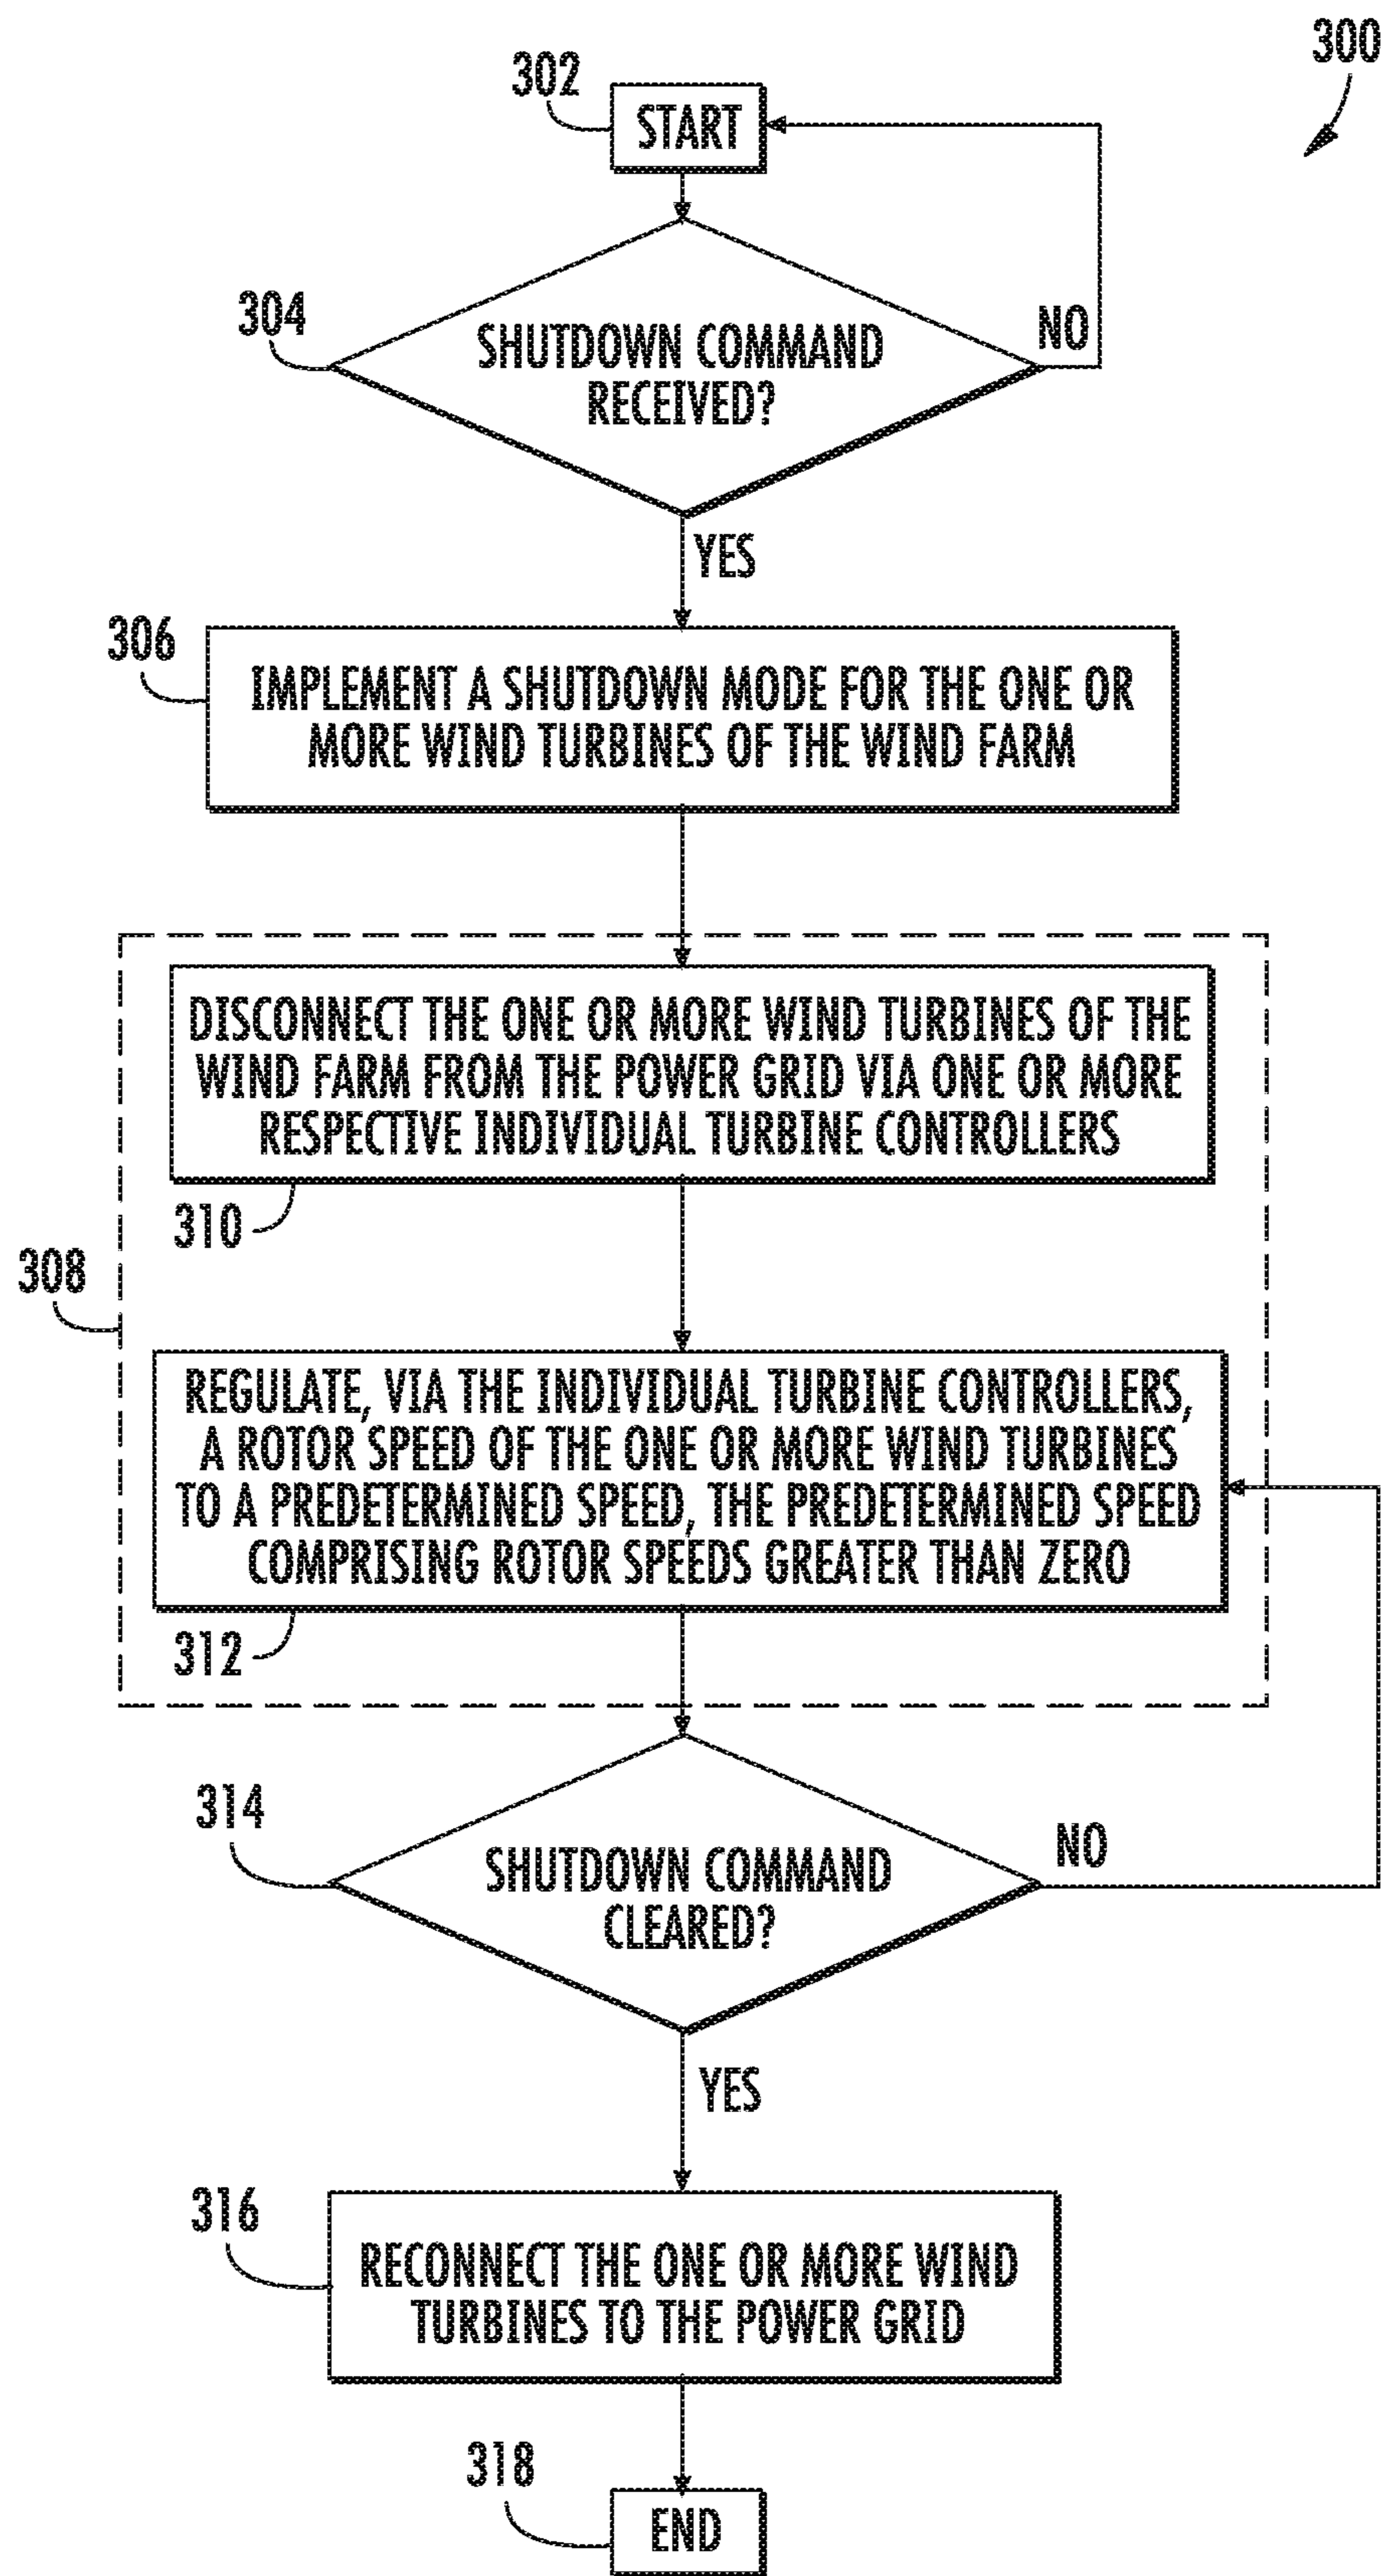 300
302
START
304
SHUTDOWN COMMAND
RECEIVED?
NO
YES
306
IMPLEMENT A SHUTDOWN MODE FOR THE ONE OR
MORE WIND TURBINES OF THE WIND FARM
308
DISCONNECT THE ONE OR MORE WIND TURBINES OF THE
WIND FARM FROM THE POWER GRID VIA ONE OR MORE
RESPECTIVE INDIVIDUAL TURBINE CONTROLLERS
310
REGULATE, VIA THE INDIVIDUAL TURBINE CONTROLLERS,
A ROTOR SPEED OF THE ONE OR MORE WIND TURBINES
TO A PREDETERMINED SPEED, THE PREDETERMINED SPEED
COMPRISING ROTOR SPEEDS GREATER THAN ZERO
312
314
SHUTDOWN COMMAND
CLEARED?
NO
YES
316
RECONNECT THE ONE OR MORE WIND
TURBINES TO THE POWER GRID
318
END